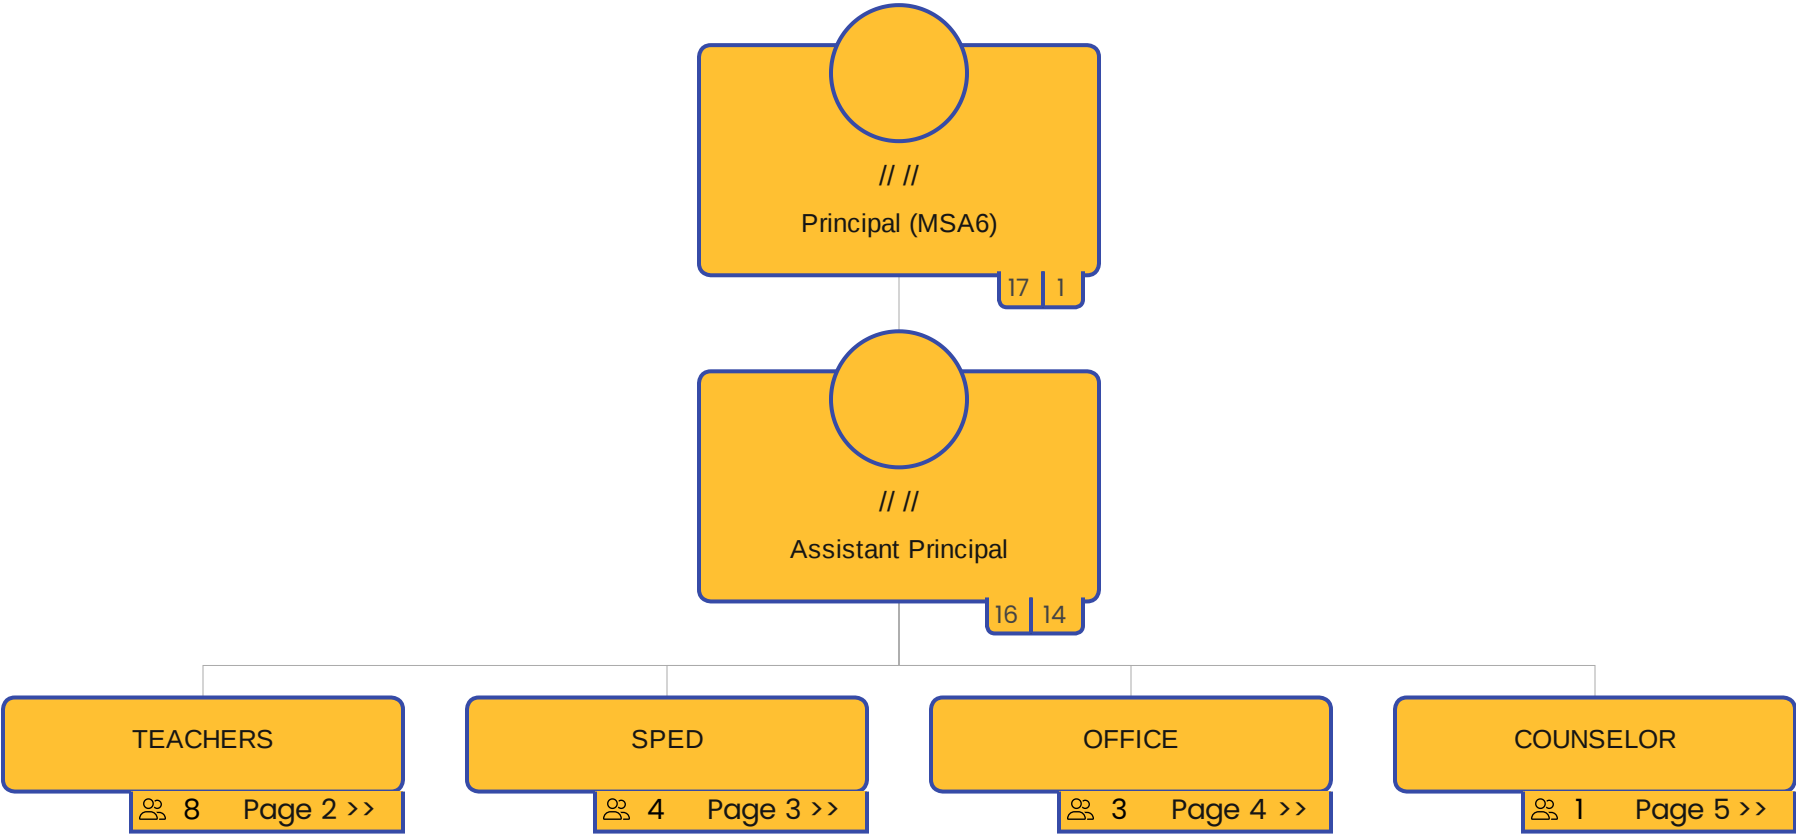 // //
Principal (MSA6)
17 1
// //
Assistant Principal
16 14
TEACHERS
8 Page 2 >>
SPED
4 Page 3 >>
OFFICE
3 Page 4 >>
COUNSELOR
1 Page 5 >>